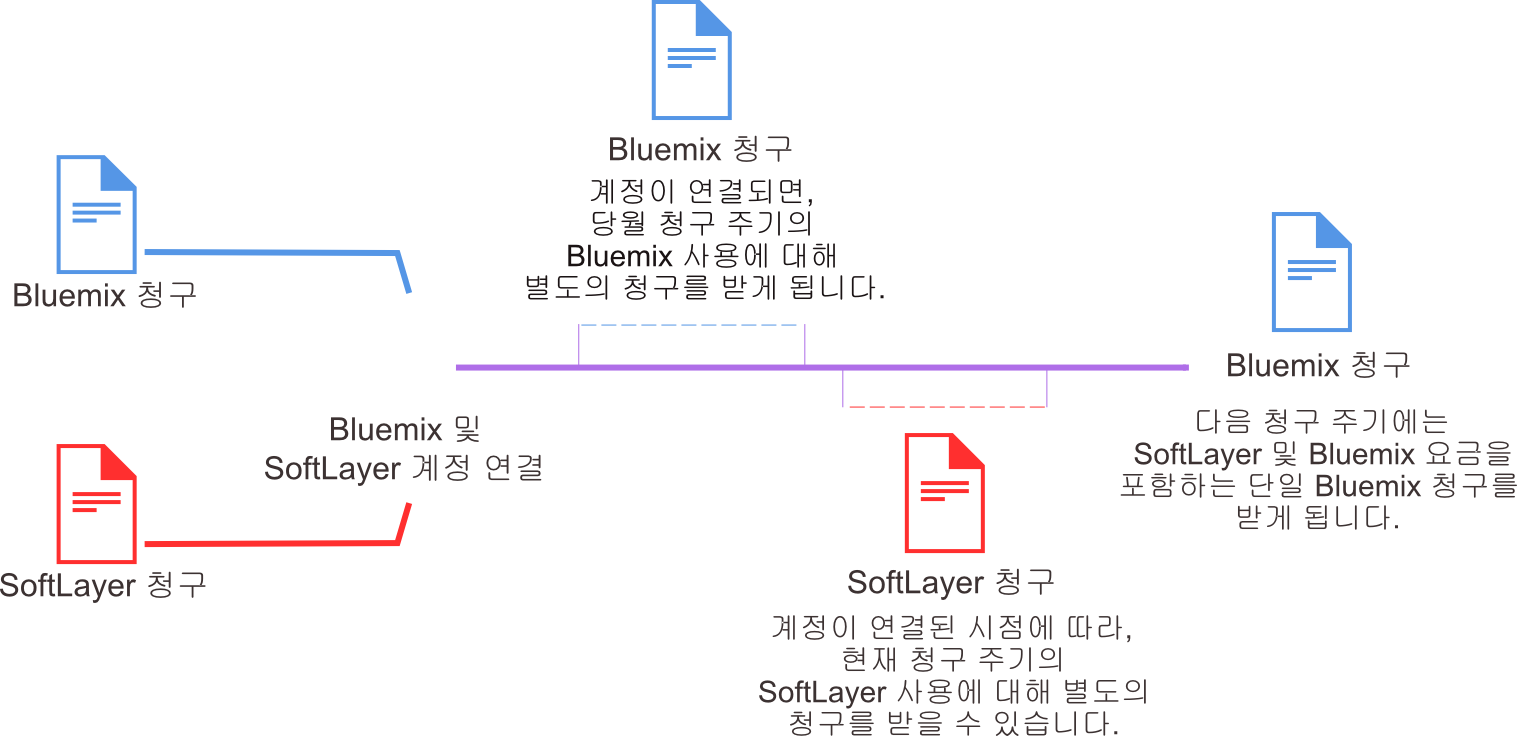 Bluemix 청구
SoftLayer 청구
Bluemix 및
SoftLayer 계정 연결
Bluemix 청구
계정이 연결되면,
당월 청구 주기의
Bluemix 사용에 대해
별도의 청구를 받게 됩니다.
SoftLayer 청구
계정이 연결된 시점에 따라,
현재 청구 주기의
SoftLayer 사용에 대해 별도의
청구를 받을 수 있습니다.
Bluemix 청구
다음 청구 주기에는
SoftLayer 및 Bluemix 요금을
포함하는 단일 Bluemix 청구를
받게 됩니다.